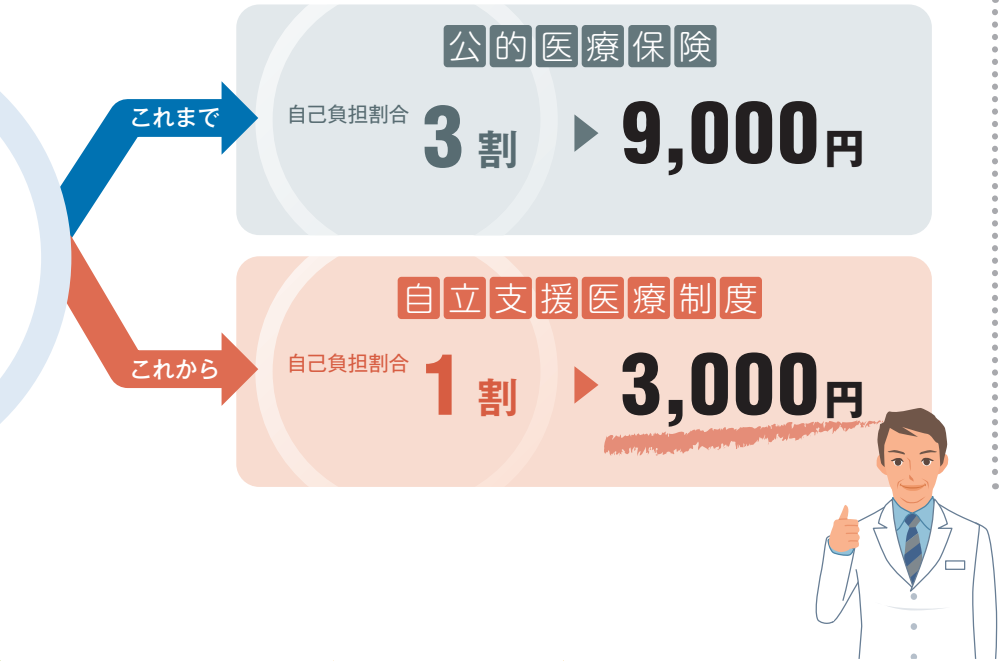 公的医療保険
これまで
自己負担割合 3割 9,000円
自立支援医療制度
これから
自己負担割合 1割 3,000円